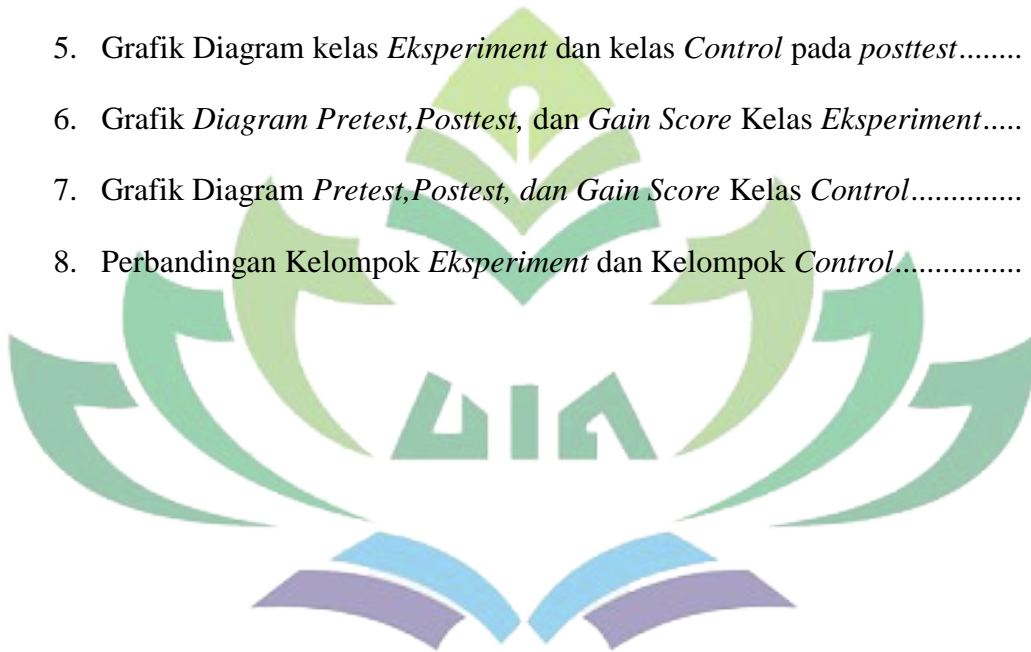 5. Grafik Diagram kelas Eksperiment dan kelas Control pada posttest........
6. Grafik Diagram Pretest,Posttest, dan Gain Score Kelas Eksperiment.....
7. Grafik Diagram Pretest,Postest, dan Gain Score Kelas Control..............
8. Perbandingan Kelompok Eksperiment dan Kelompok Control................
UIN